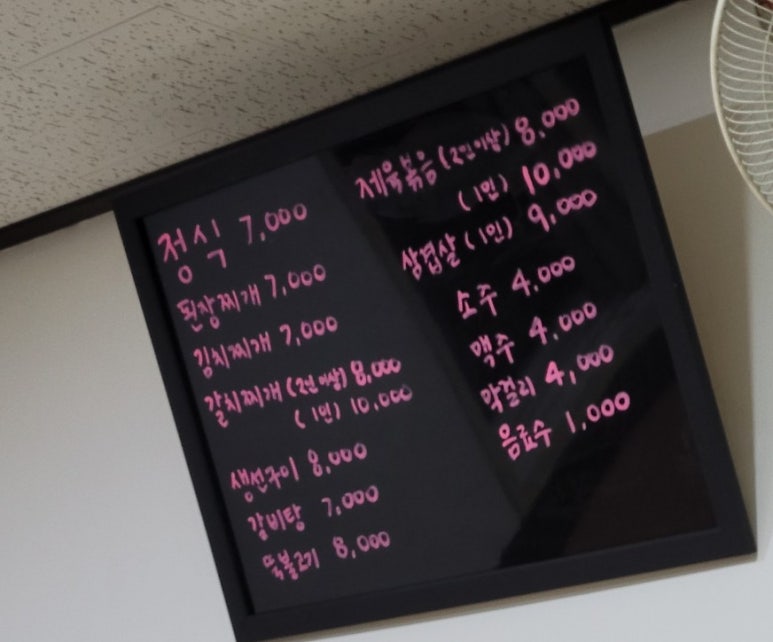 정식 7,000
된장찌개 7,000
김치찌개 7,000
갈치찌개 (2인이상) 8,000
(1인) 10,000
생선구이 8,000
갈비탕 7,000
뚝불고기 8,000
제육볶음 (2인이상) 8,000
(1인) 10,000
삼겹살 (1인) 9,000
소주 4,000
맥주 4,000
막걸리 4,000
음료수 1,000